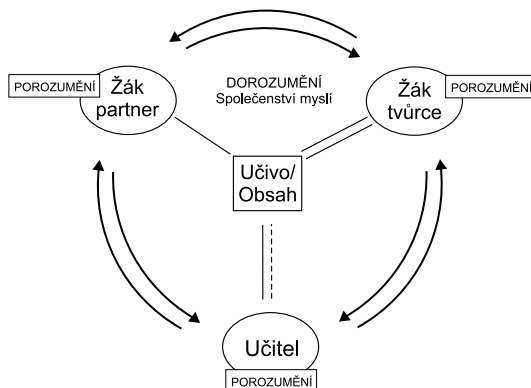 POROZUMĚNÍ
Žák
partner
DOROZUMĚNÍ
Společenství myslí
Žák
tvůrce
POROZUMĚNÍ
Učivo/
Obsah
Učitel
POROZUMĚNÍ